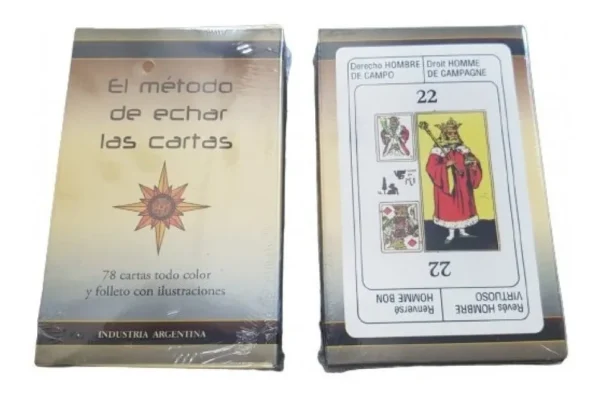 El método
de echar
las cartas
78 cartas todo color
y folleto con ilustraciones
INDUSTRIA ARGENTINA
Derecho HOMBRE
DE CAMPO
Droit HOMME
DE CAMPAGNE
22
22
Revés HOMBRE
VIRTUOSO
Renversé
HOMME BON